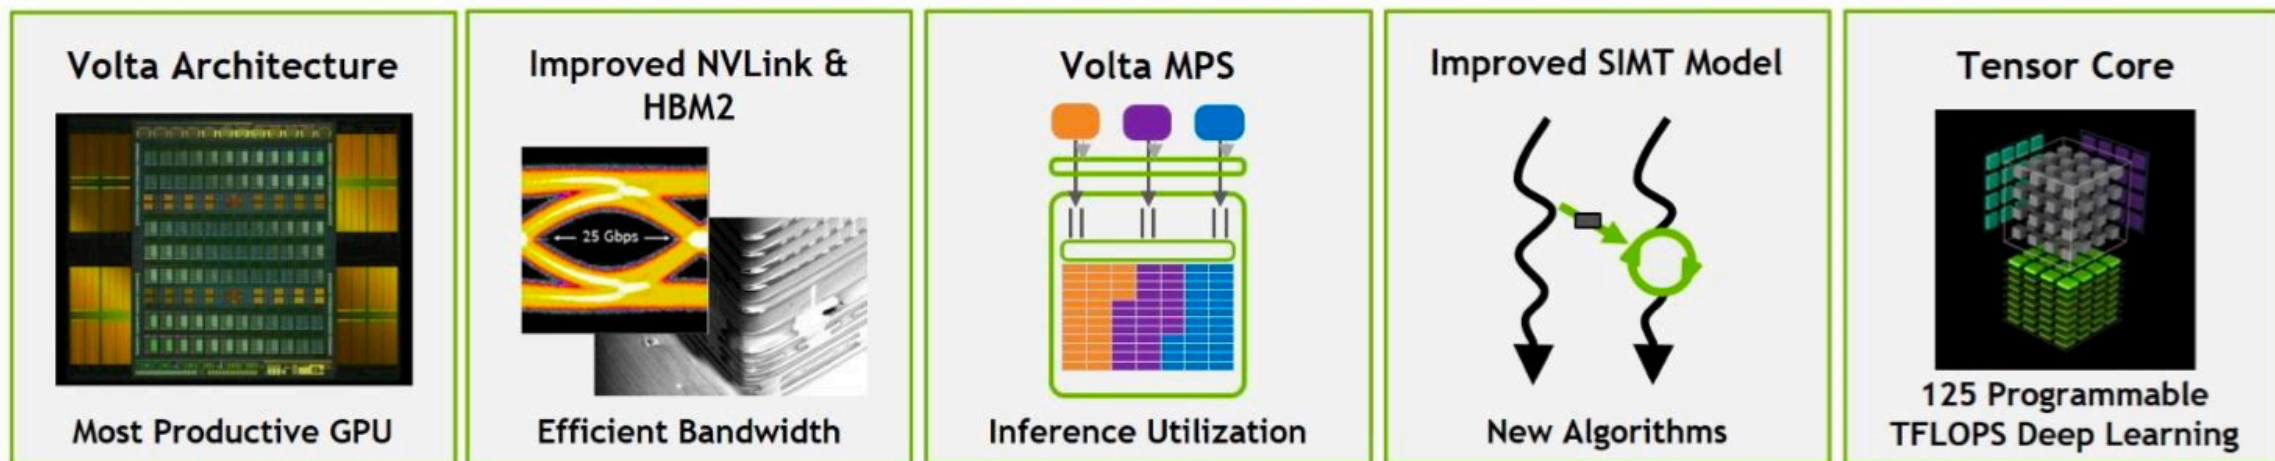 Volta Architecture
Most Productive GPU
Improved NVLink &
HBM2
25 Gbps
Efficient Bandwidth
Volta MPS
Inference Utilization
Improved SIMT Model
New Algorithms
Tensor Core
125 Programmable
TFLOPS Deep Learning